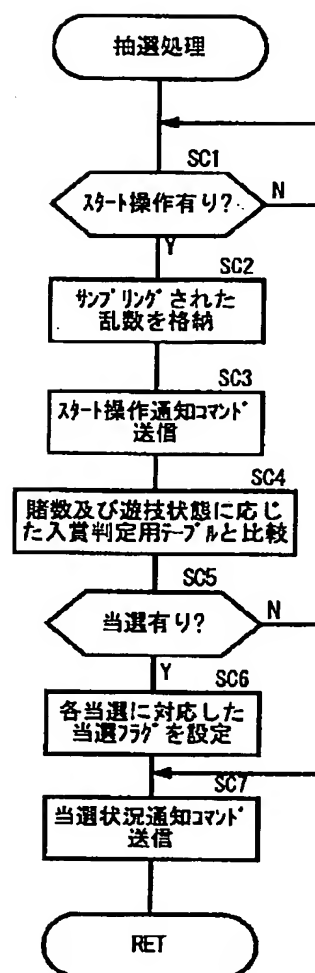 抽選処理
SC1
スタート操作有り?
N
Y
SC2
サンプリングされた
乱数を格納
SC3
スタート操作通知コマンド
送信
SC4
賭数及び遊技状態に応じ
た入賞判定用テーブルと比較
SC5
当選有り?
N
Y
SC6
各当選に対応した
当選フラグを設定
SC7
当選状況通知コマンド
送信
RET